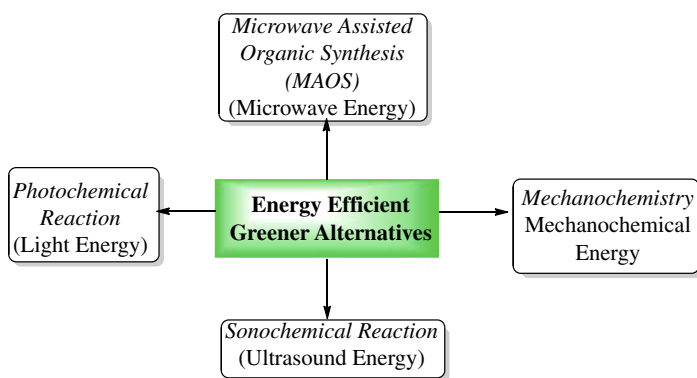 Microwave Assisted
Organic Synthesis
(MAOS)
(Microwave Energy)
Photochemical
Reaction
(Light Energy)
Energy Efficient
Greener Alternatives
Mechanochemistry
Mechanochemical
Energy
Sonochemical Reaction
(Ultrasound Energy)